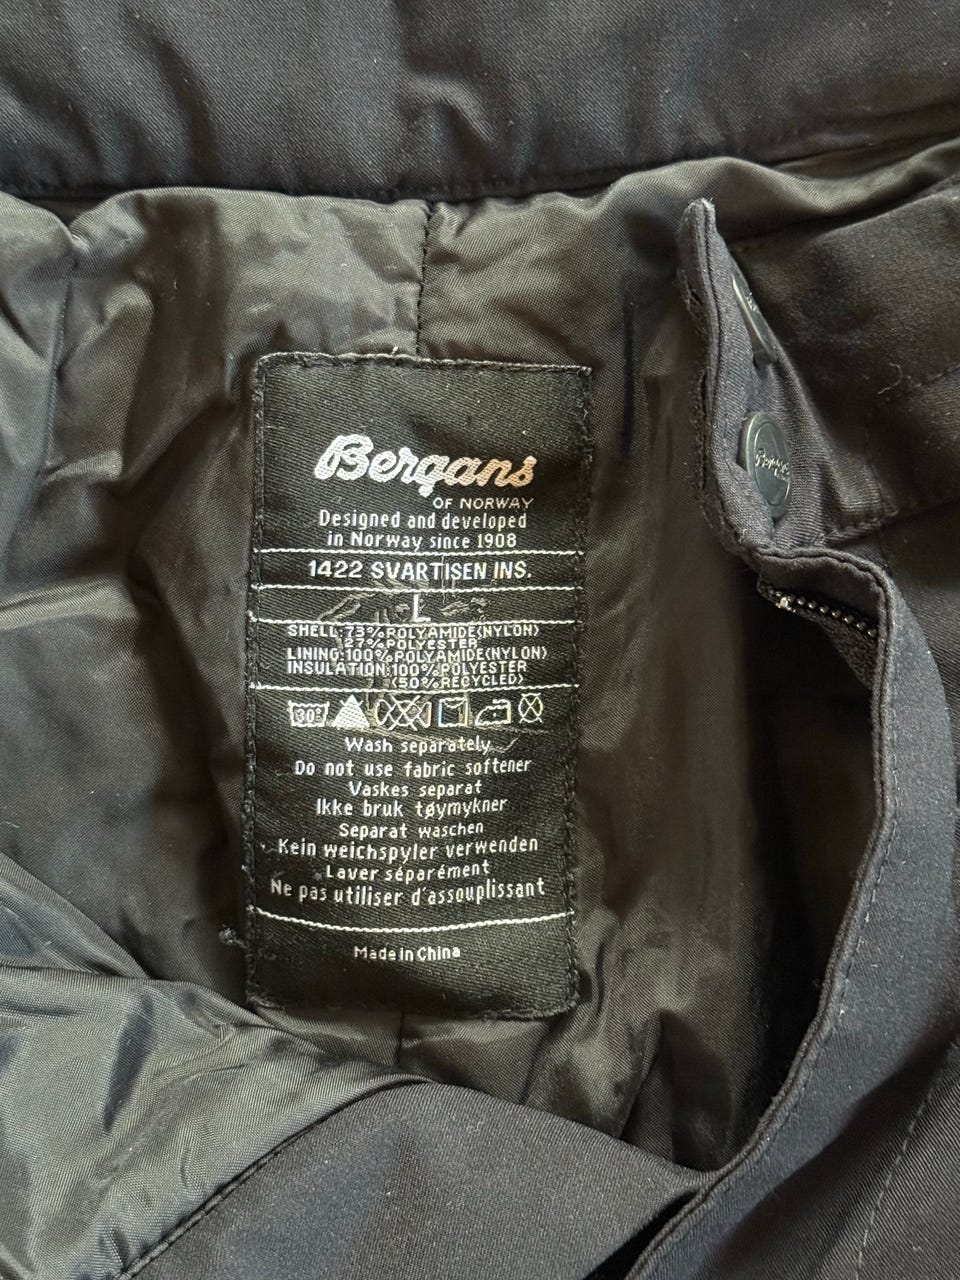 Bergans
OF NORWAY
Designed and developed
in Norway since 1908
1422 SVARTISEN INS.
L
SHELL:73%POLYAMIDE(NYLON)
27%POLYESTER
LINING:100%POLYAMIDE(NYLON)
INSULATION:100%POLYESTER
(50%RECYCLED)
30°
Wash separately
Do not use fabric softener
Vaskes separat
Ikke bruk tøymykner
Separat waschen
Kein weichspyler verwenden
Laver séparément
Ne pas utiliser d'assouplissant
Made in China
Bergans